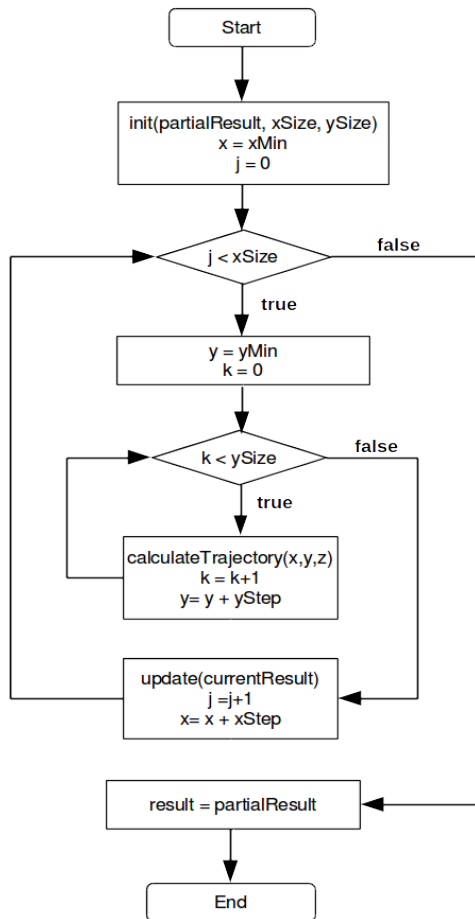 Start
init(partialResult, xSize, ySize)
x = xMin
j = 0
j < xSize
false
true
y = yMin
k = 0
k < ySize
false
true
calculateTrajectory(x,y,z)
k = k+1
y= y + yStep
update(currentResult)
j =j+1
x= x + xStep
result = partialResult
End